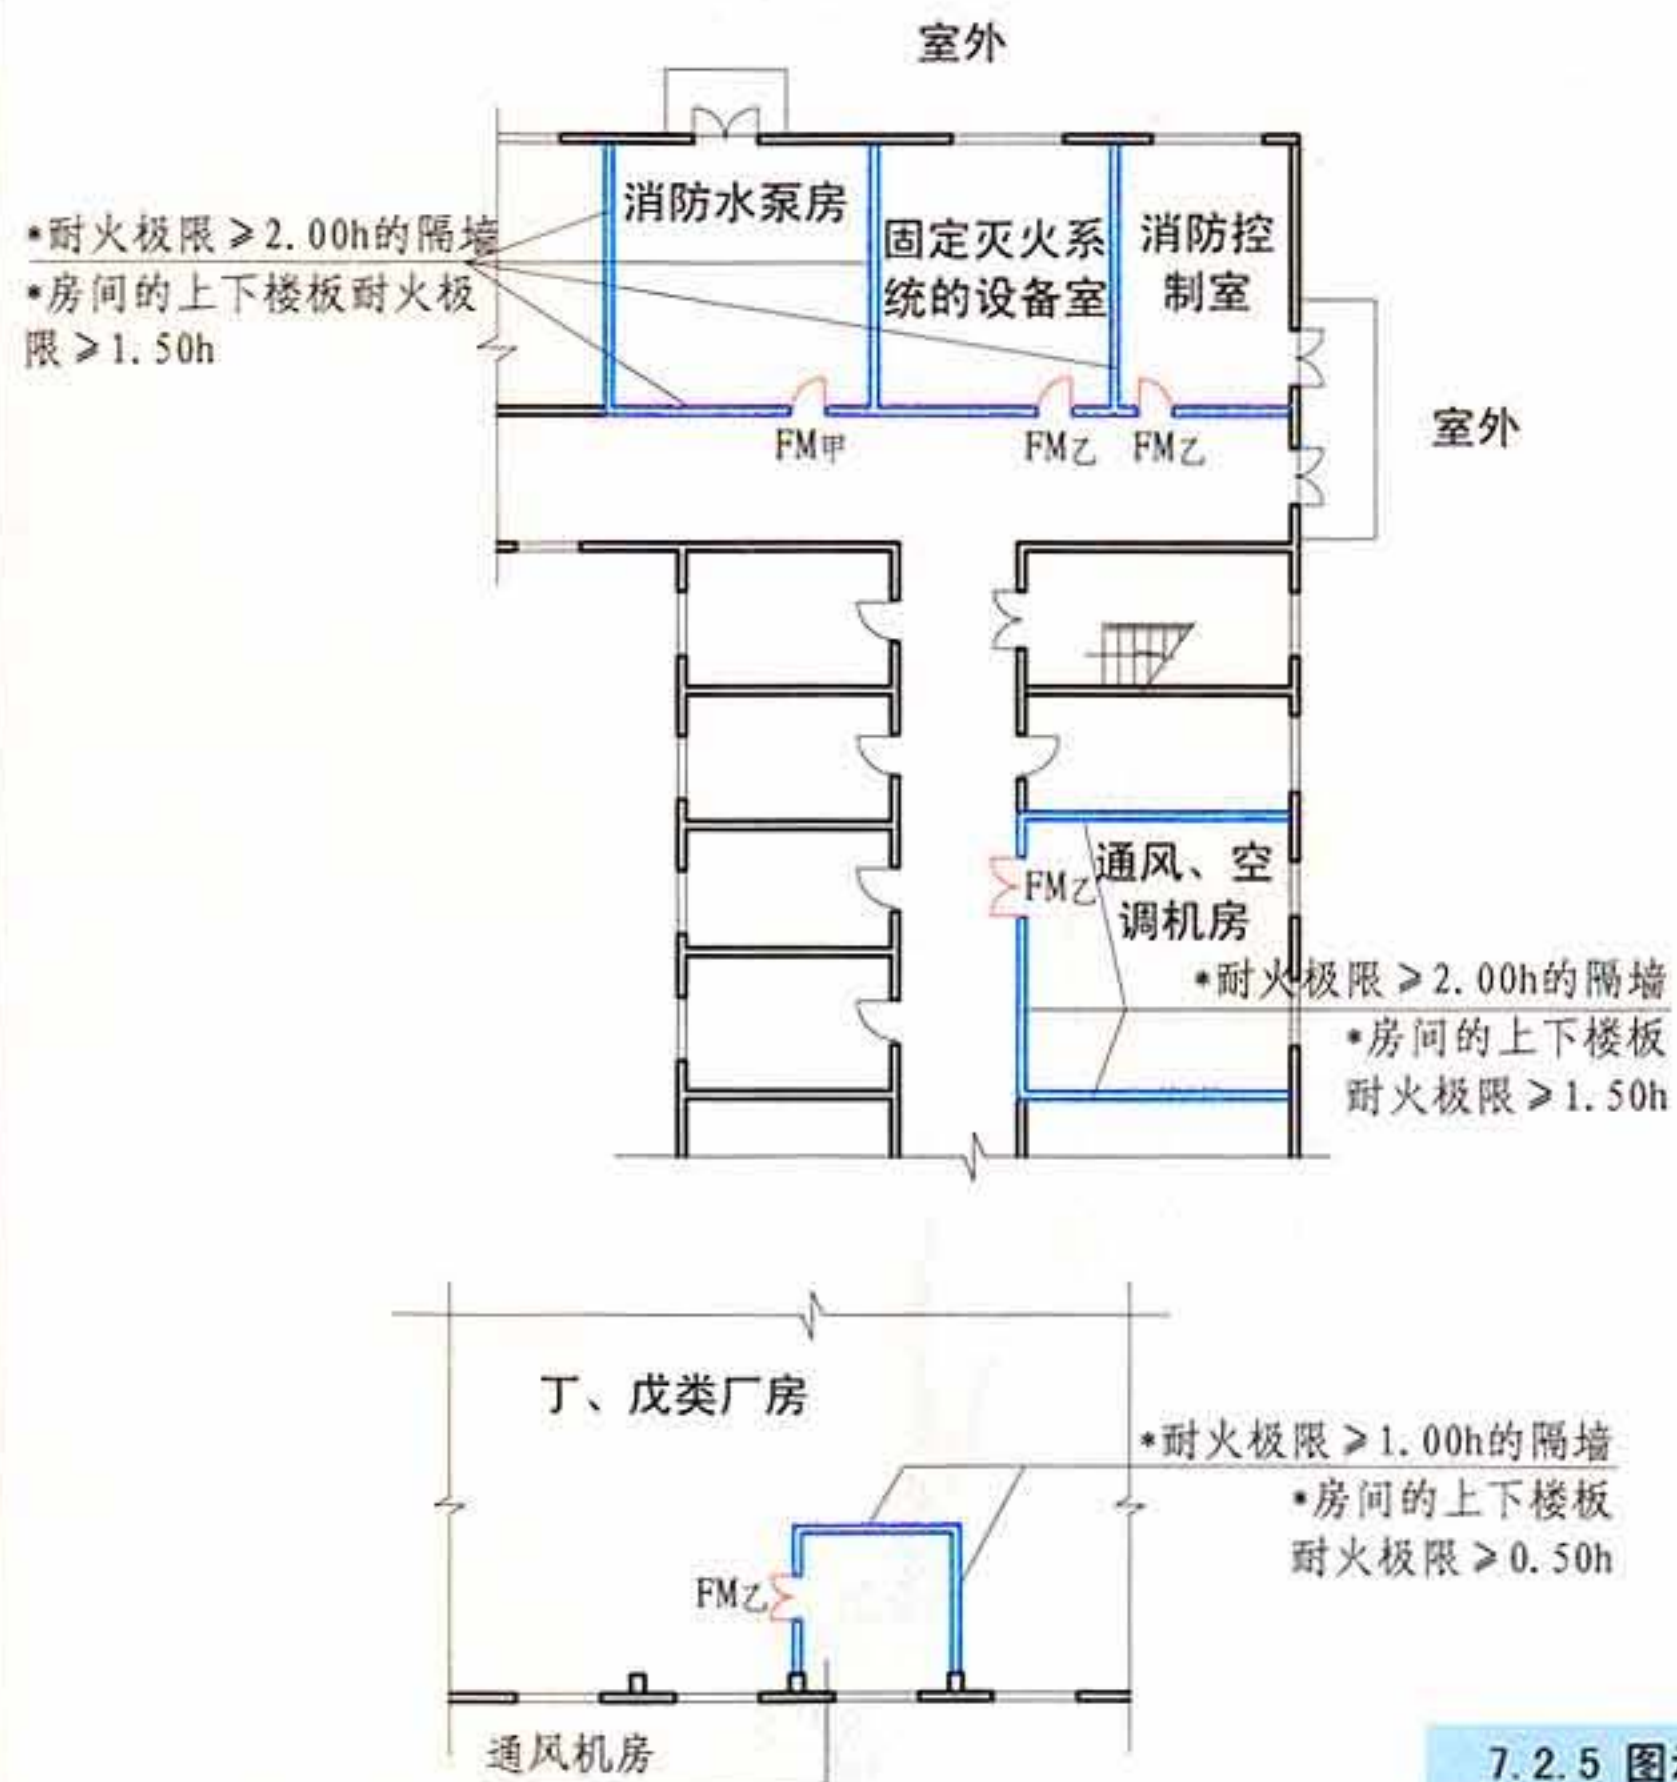 室外
消防水泵房
*耐火极限≥2.00h的隔墙
*房间的上下楼板耐火极
限≥1.50h
固定灭火系
统的设备室
消防控
制室
FM甲
FM乙
FM乙
室外
FM乙
通风、空
调机房
*耐火极限≥2.00h的隔墙
*房间的上下楼板
耐火极限≥1.50h
丁、戊类厂房
*耐火极限≥1.00h的隔墙
*房间的上下楼板
耐火极限≥0.50h
FM乙
通风机房
7.2.5 图